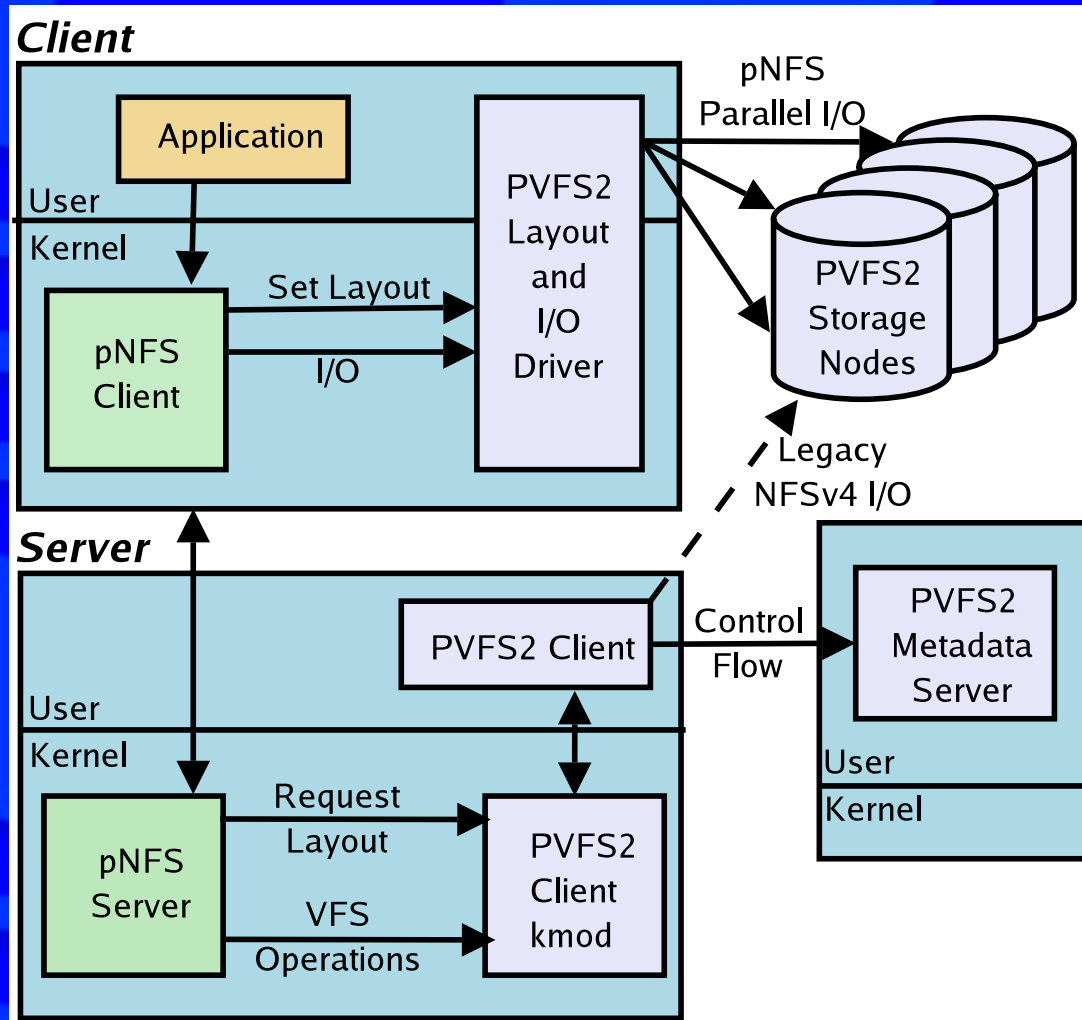 Client
Application
User
Kernel
pNFS
Client
Set Layout
I/O
PVFS2
Layout
and
I/O
Driver
pNFS
Parallel I/O
PVFS2
Storage
Nodes
Legacy
NFSv4 I/O
Server
PVFS2 Client
User
Kernel
pNFS
Server
Request
Layout
VFS
Operations
PVFS2
Client
kmod
Control
Flow
PVFS2
Metadata
Server
User
Kernel